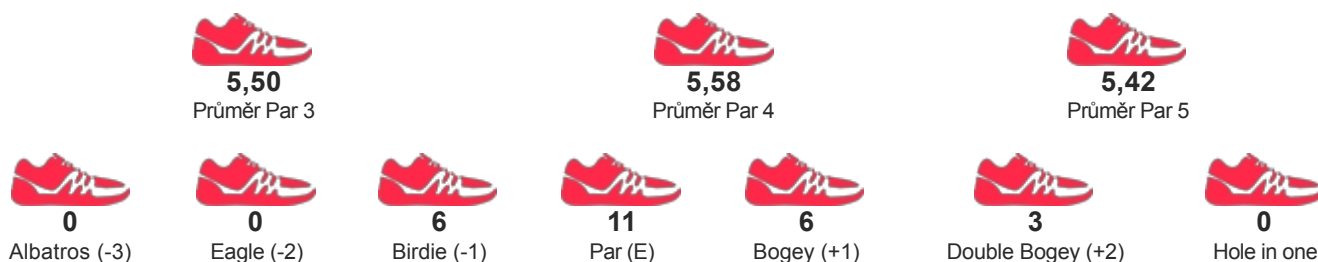 5,50 5,58 5,42
Průměr Par 3 Průměr Par 4 Průměr Par 5
0 0 6 11 6 3 0
Albatros (-3) Eagle (-2) Birdie (-1) Par (E) Bogey (+1) Double Bogey (+2) Hole in one